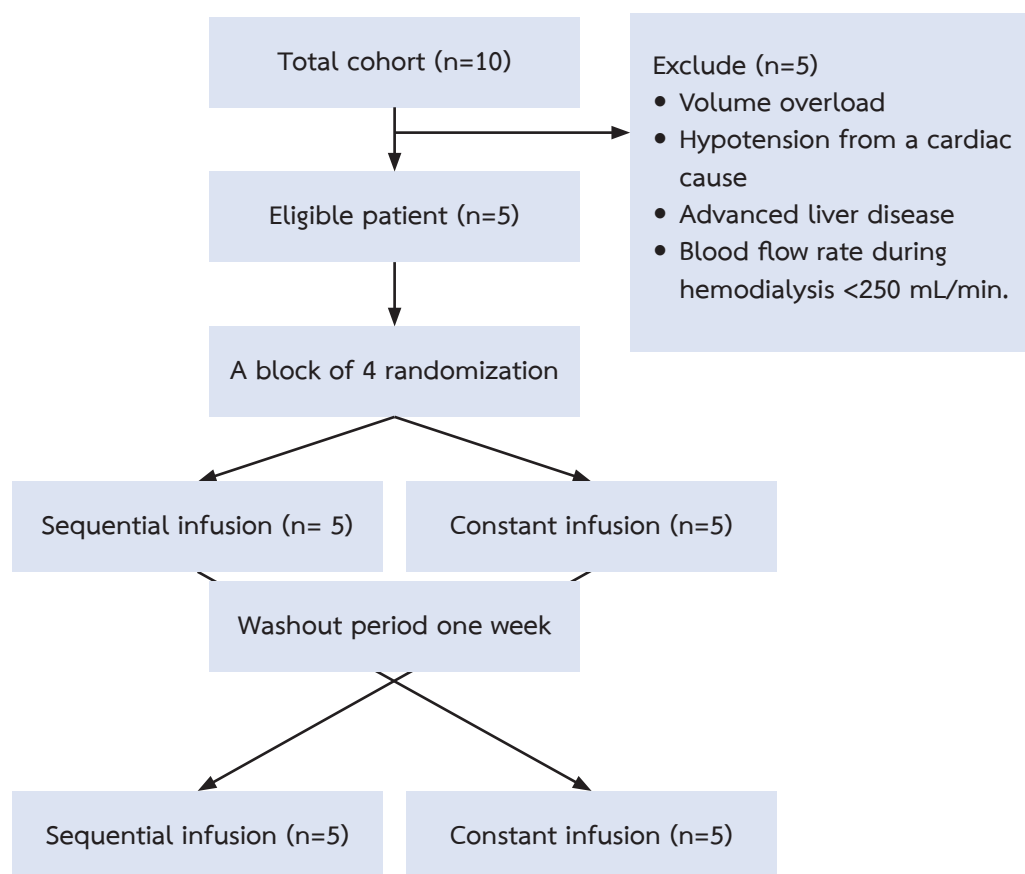 Total cohort (n=10)
Exclude (n=5)
• Volume overload
• Hypotension from a cardiac
cause
• Advanced liver disease
• Blood flow rate during
hemodialysis <250 mL/min.
Eligible patient (n=5)
A block of 4 randomization
Sequential infusion (n= 5)
Constant infusion (n=5)
Washout period one week
Sequential infusion (n=5)
Constant infusion (n=5)